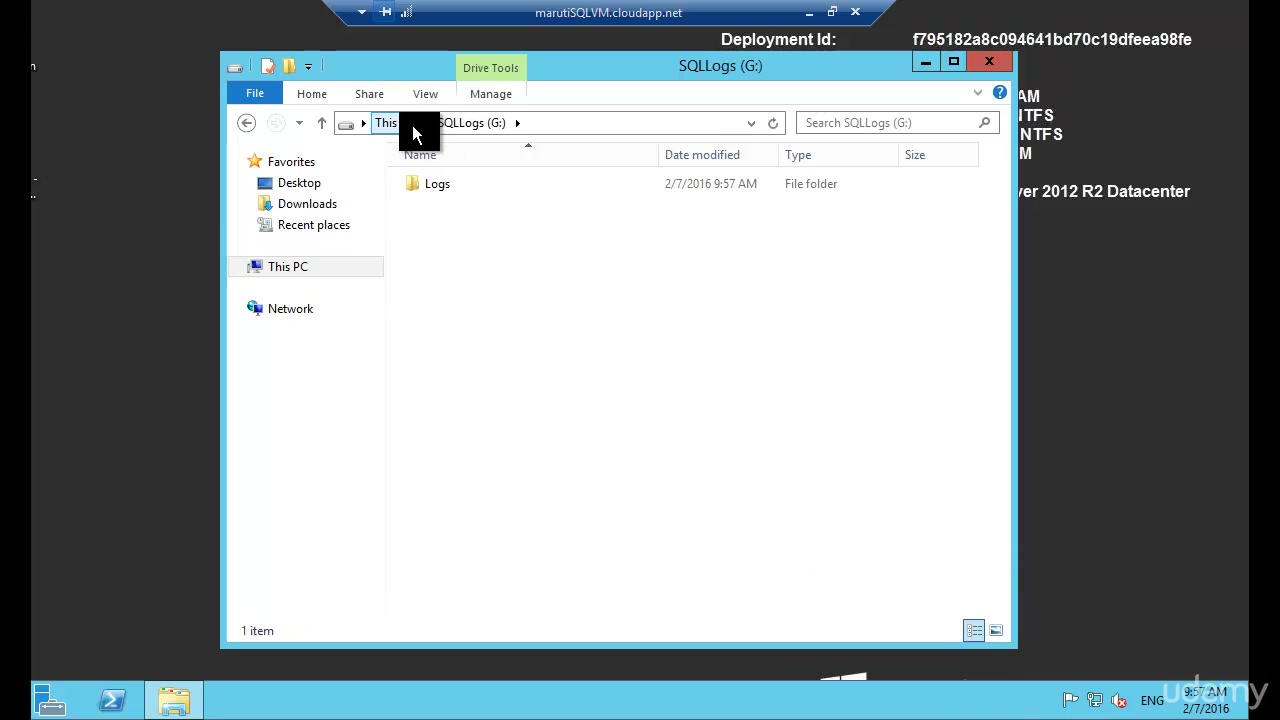 marutiSQLVM.cloudapp.net
Deployment Id: f795182a8c094641bd70c19dfeea98fe
Drive Tools
SQLLogs (G:)
File Home Share View Manage
AM
This SQLLogs (G:) Search SQLLogs (G:)
NTFS
NTFS
Name Date modified Type Size
Favorites
Desktop
Logs 2/7/2016 9:57 AM File folder
ver 2012 R2 Datacenter
Downloads
Recent places
This PC
Network
1 item
ENG 9:57 AM
2/7/2016
udemy